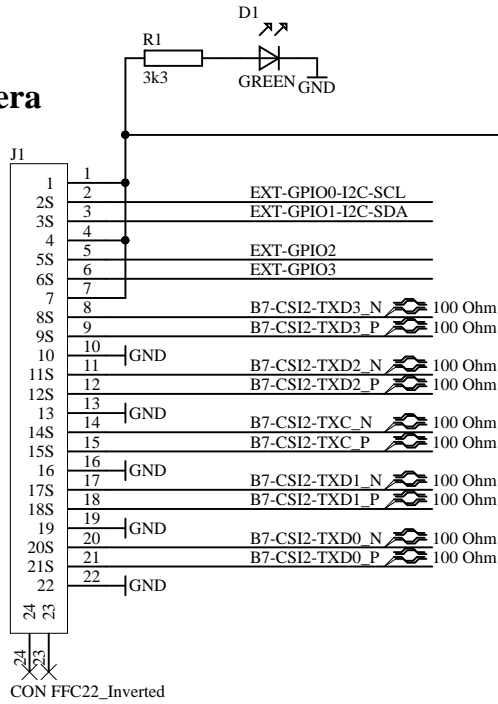 D1
R1
3k3
GREEN
GND
era
J1
1 1
2S 2 EXT-GPIO0-I2C-SCL
3S 3 EXT-GPIO1-I2C-SDA
4 4
5S 5 EXT-GPIO2
6S 6 EXT-GPIO3
7 7
8S 8 B7-CSI2-TXD3_N 100 Ohm
9S 9 B7-CSI2-TXD3_P 100 Ohm
10 10 GND
11S 11 B7-CSI2-TXD2_N 100 Ohm
12S 12 B7-CSI2-TXD2_P 100 Ohm
13 13 GND
14S 14 B7-CSI2-TXC_N 100 Ohm
15S 15 B7-CSI2-TXC_P 100 Ohm
16 16 GND
17S 17 B7-CSI2-TXD1_N 100 Ohm
18S 18 B7-CSI2-TXD1_P 100 Ohm
19 19 GND
20S 20 B7-CSI2-TXD0_N 100 Ohm
21S 21 B7-CSI2-TXD0_P 100 Ohm
22 22 GND
24 23
24 23
CON FFC22_Inverted